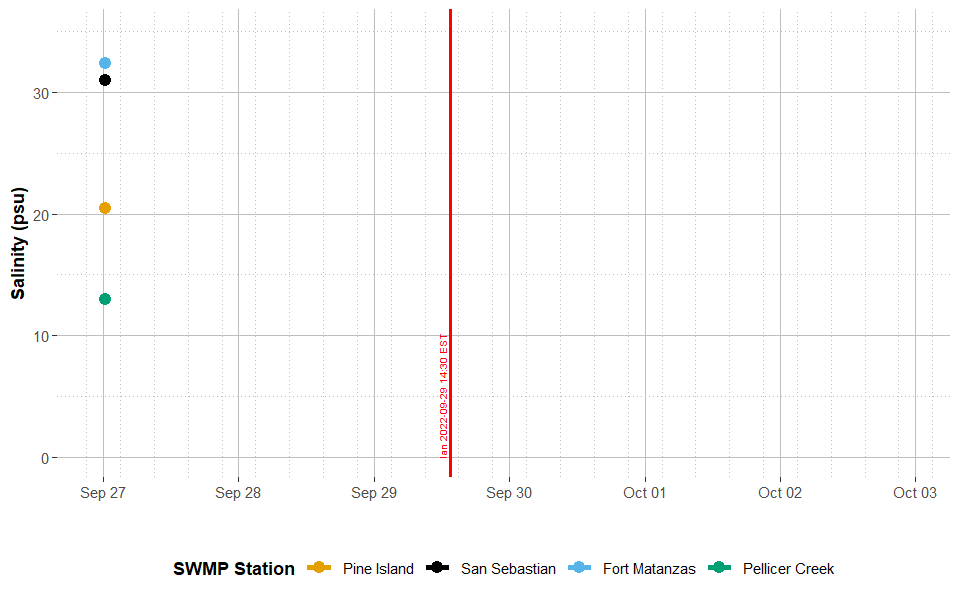 Salinity (psu)
30
20
10
0
Ian 2022-09-29 14:30 EST
Sep 27 Sep 28 Sep 29 Sep 30 Oct 01 Oct 02 Oct 03
SWMP Station Pine Island San Sebastian Fort Matanzas Pellicer Creek